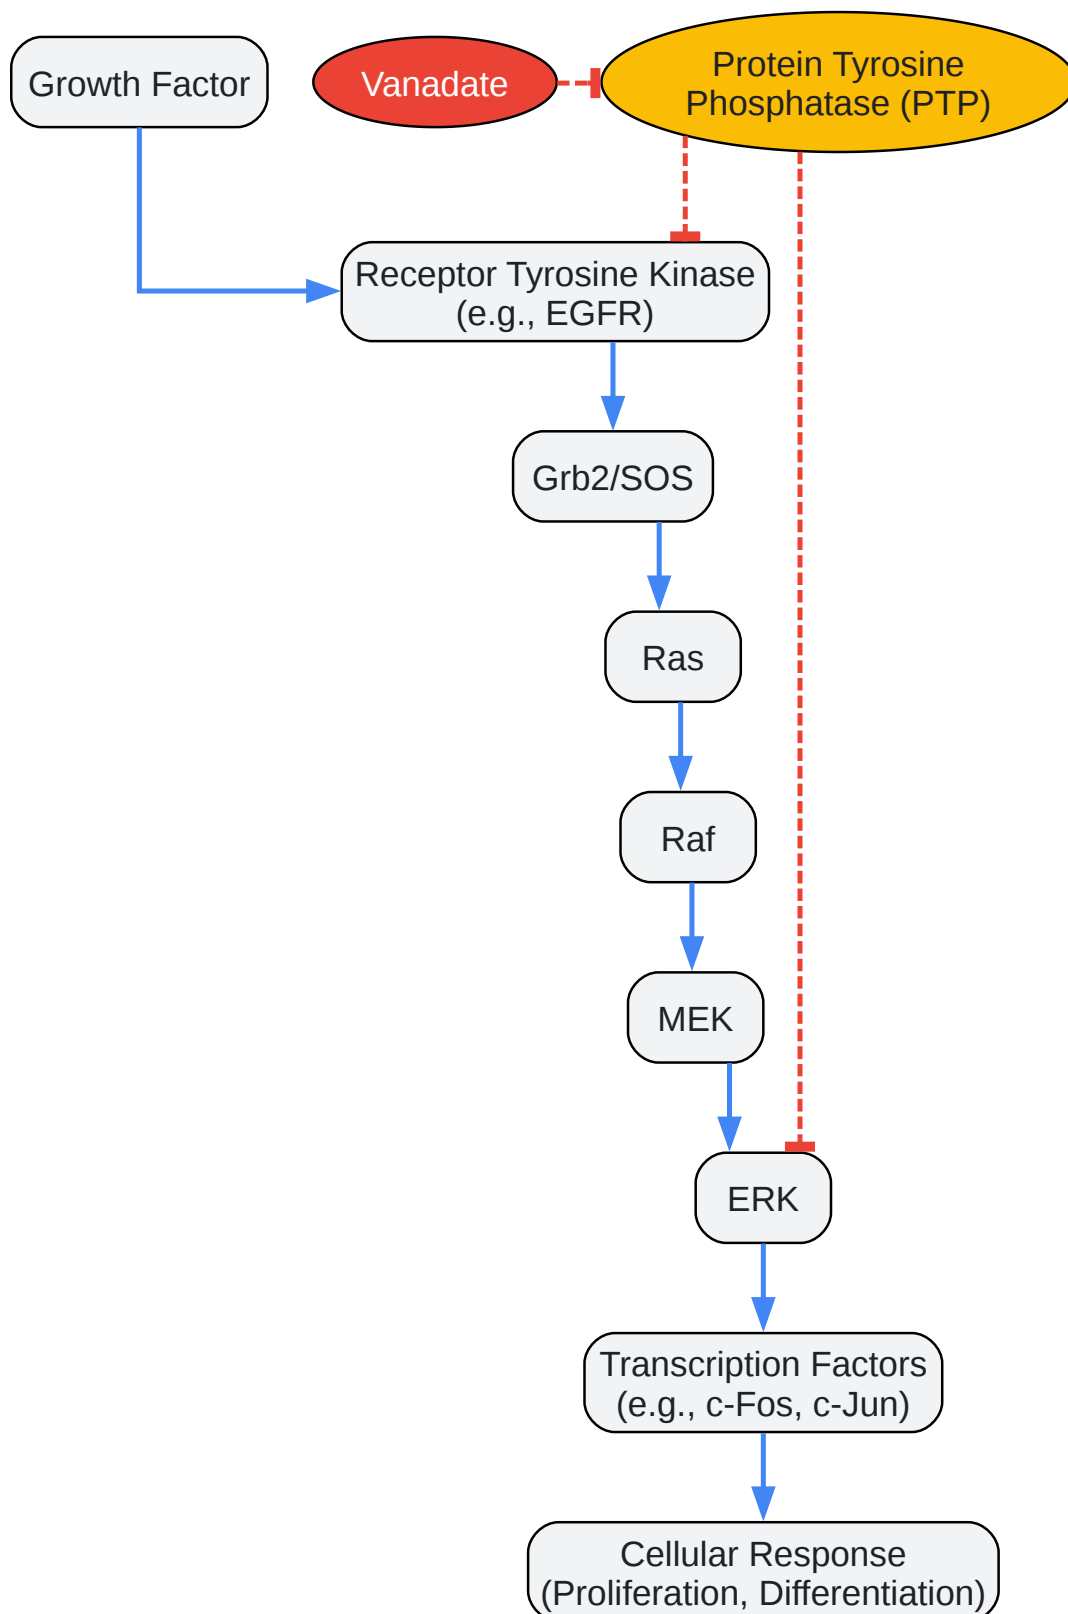 Growth Factor
Vanadate
Protein Tyrosine
Phosphatase (PTP)
Receptor Tyrosine Kinase
(e.g., EGFR)
Grb2/SOS
Ras
Raf
MEK
ERK
Transcription Factors
(e.g., c-Fos, c-Jun)
Cellular Response
(Proliferation, Differentiation)